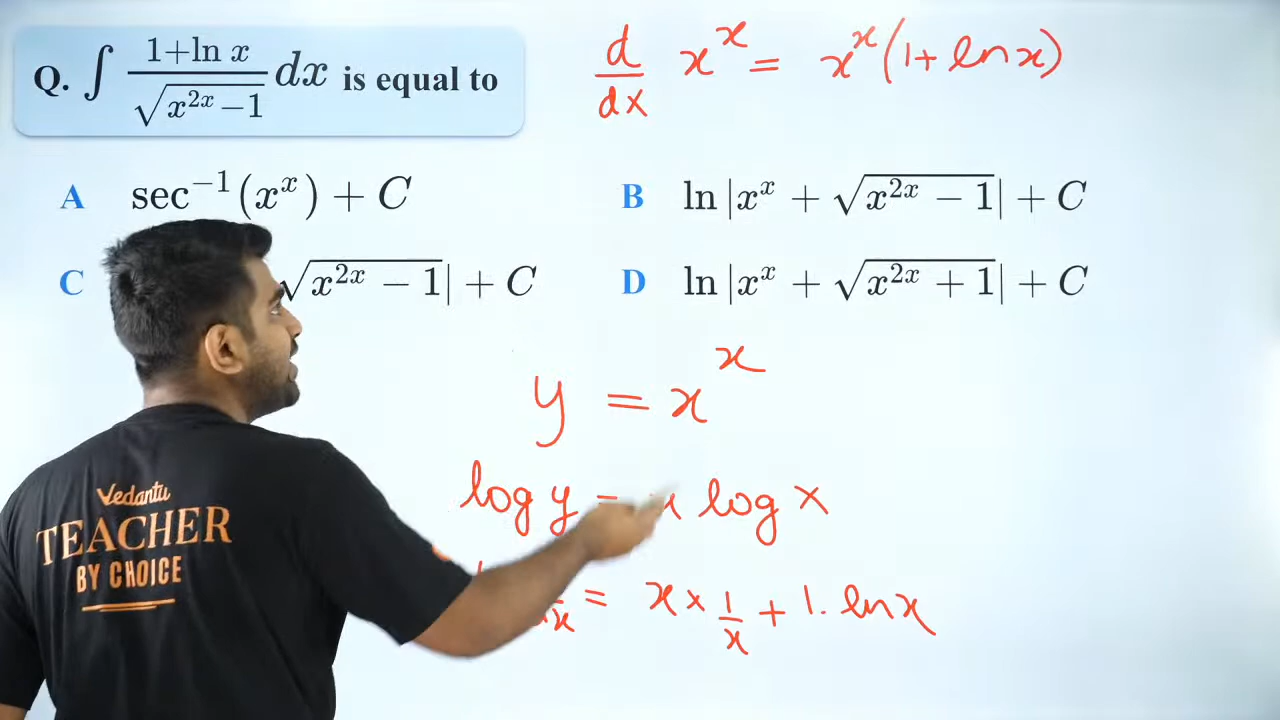 Q. ∫ (1+ln x)/√(x^{2x} −1) dx is equal to
d/dx x^x = x^x (1 + ln x)
A sec^{−1}(x^x) + C
B ln |x^x + √(x^{2x} − 1)| + C
C √(x^{2x} − 1)| + C
D ln |x^x + √(x^{2x} + 1)| + C
y = x^x
log y = x log x
= x × 1/x + 1. ln x
Vedantu
TEACHER
BY CHOICE